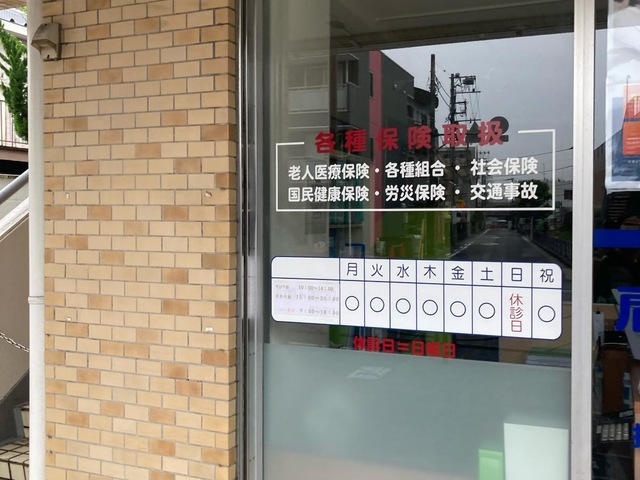 各種保険取扱
老人医療保険・各種組合・社会保険
国民健康保険・労災保険・交通事故
月 火 水 木 金 土 日 祝
〇 〇 〇 〇 〇 〇 休診日 〇
休診日＝日曜日